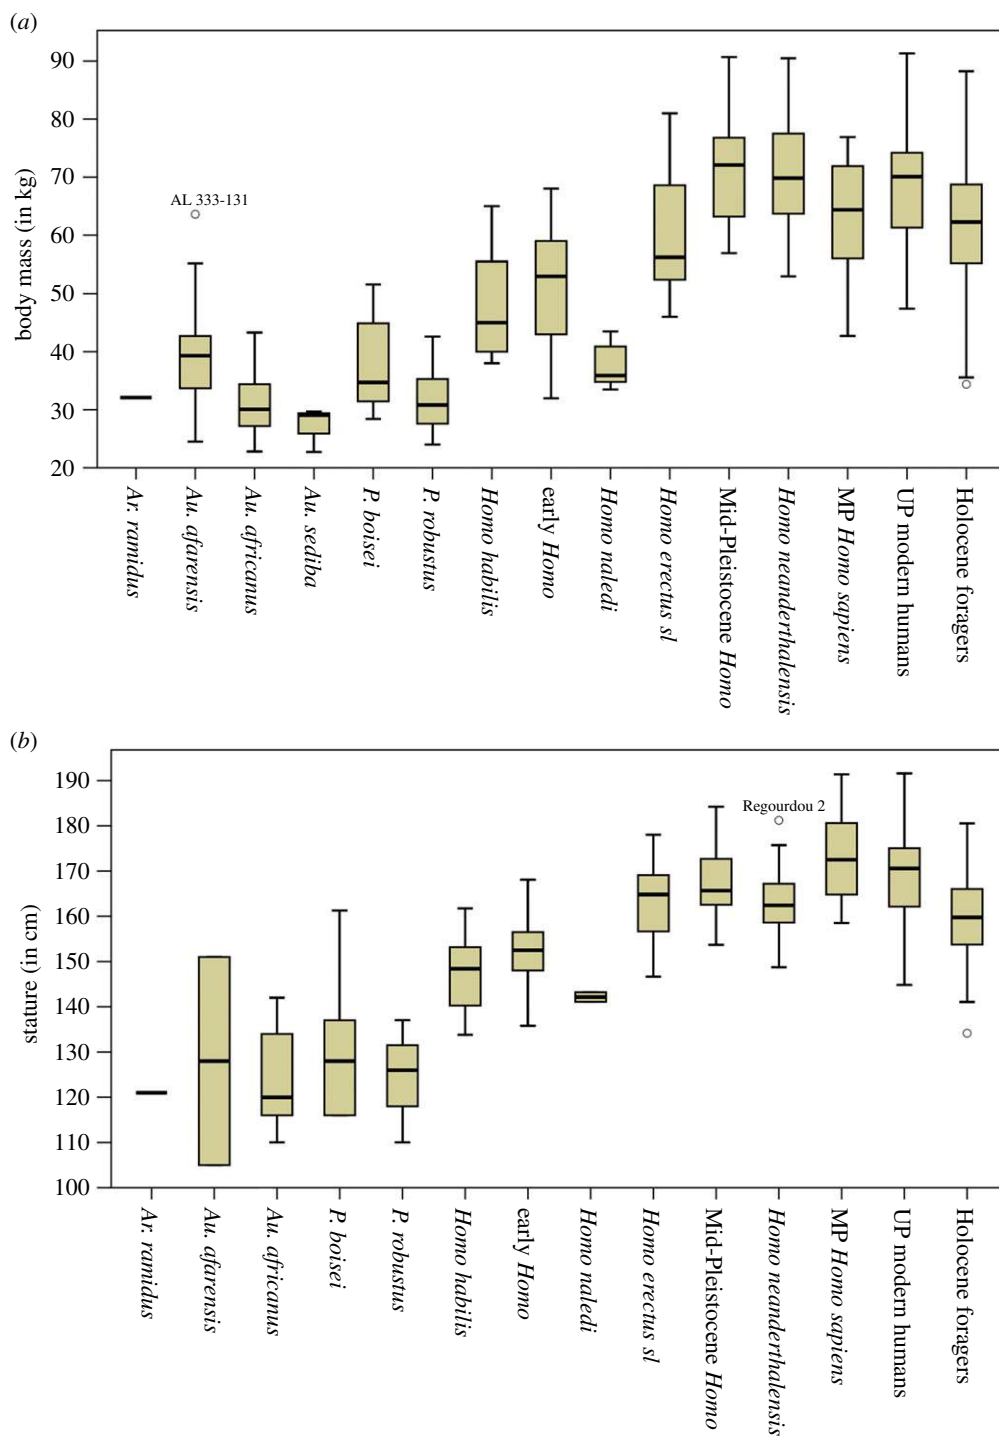 (a)
body mass (in kg)
90
80
70
60
50
40
30
20
AL 333-131
Ar. ramidus
Au. afarensis
Au. africanus
Au. sediba
P. boisei
P. robustus
Homo habilis
early Homo
Homo naledi
Homo erectus sl
Mid-Pleistocene Homo
Homo neanderthalensis
MP Homo sapiens
UP modern humans
Holocene foragers
(b)
stature (in cm)
190
180
170
160
150
140
130
120
110
100
Regourdou 2
Ar. ramidus
Au. afarensis
Au. africanus
P. boisei
P. robustus
Homo habilis
early Homo
Homo naledi
Homo erectus sl
Mid-Pleistocene Homo
Homo neanderthalensis
MP Homo sapiens
UP modern humans
Holocene foragers